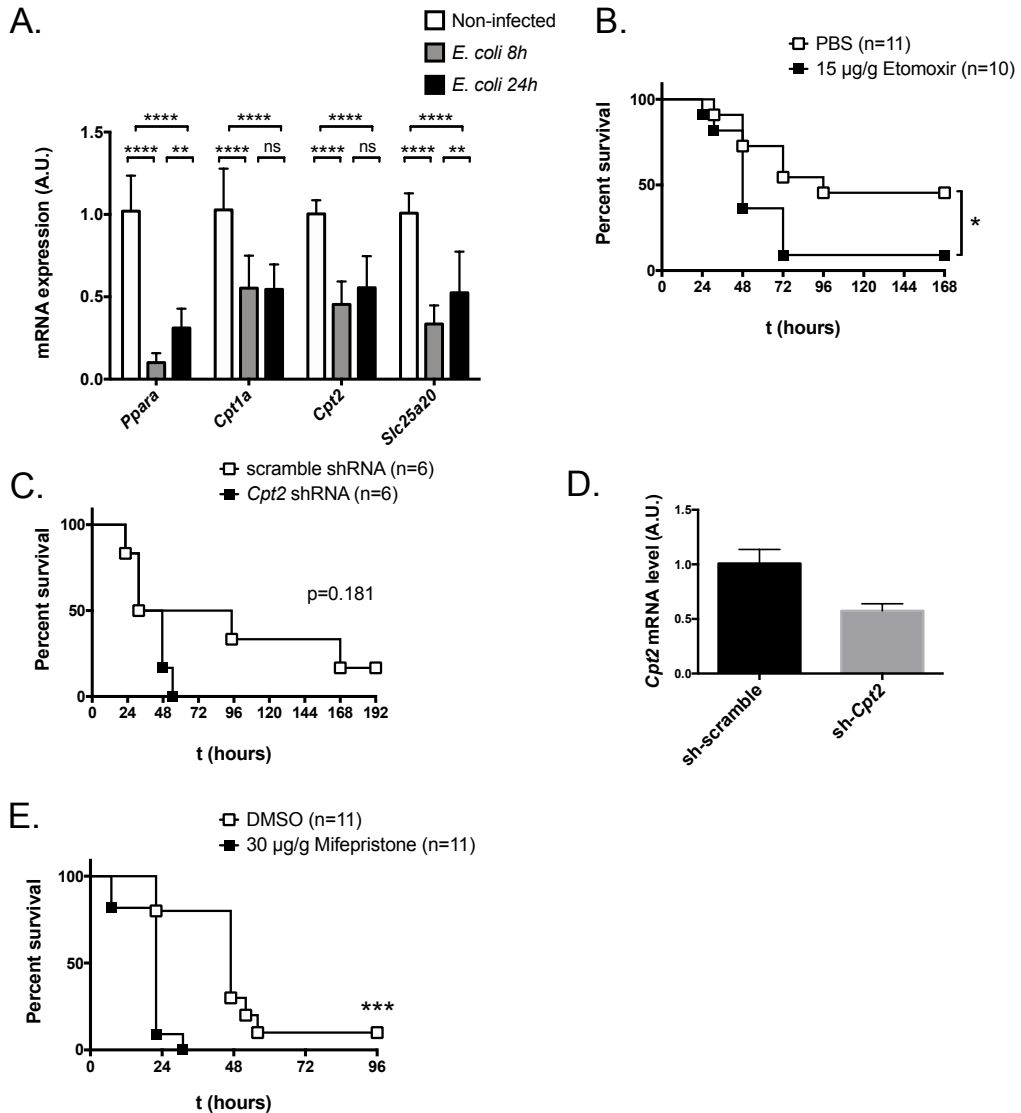 A.
Non-infected
E. coli 8h
E. coli 24h
**** **** **** ****
**** ** **** ns **** ns **** **
mRNA expression (A.U.)
1.5
1.0
0.5
0.0
Ppara Cpt1a Cpt2 Slc25a20
B.
PBS (n=11)
15 µg/g Etomoxir (n=10)
Percent survival
100
50
0
*
0 24 48 72 96 120 144 168
t (hours)
C.
scramble shRNA (n=6)
Cpt2 shRNA (n=6)
Percent survival
100
50
0
p=0.181
0 24 48 72 96 120 144 168 192
t (hours)
D.
Cpt2 mRNA level (A.U.)
1.5
1.0
0.5
0.0
sh-scramble sh-Cpt2
E.
DMSO (n=11)
30 µg/g Mifepristone (n=11)
Percent survival
100
50
0
***
0 24 48 72 96
t (hours)